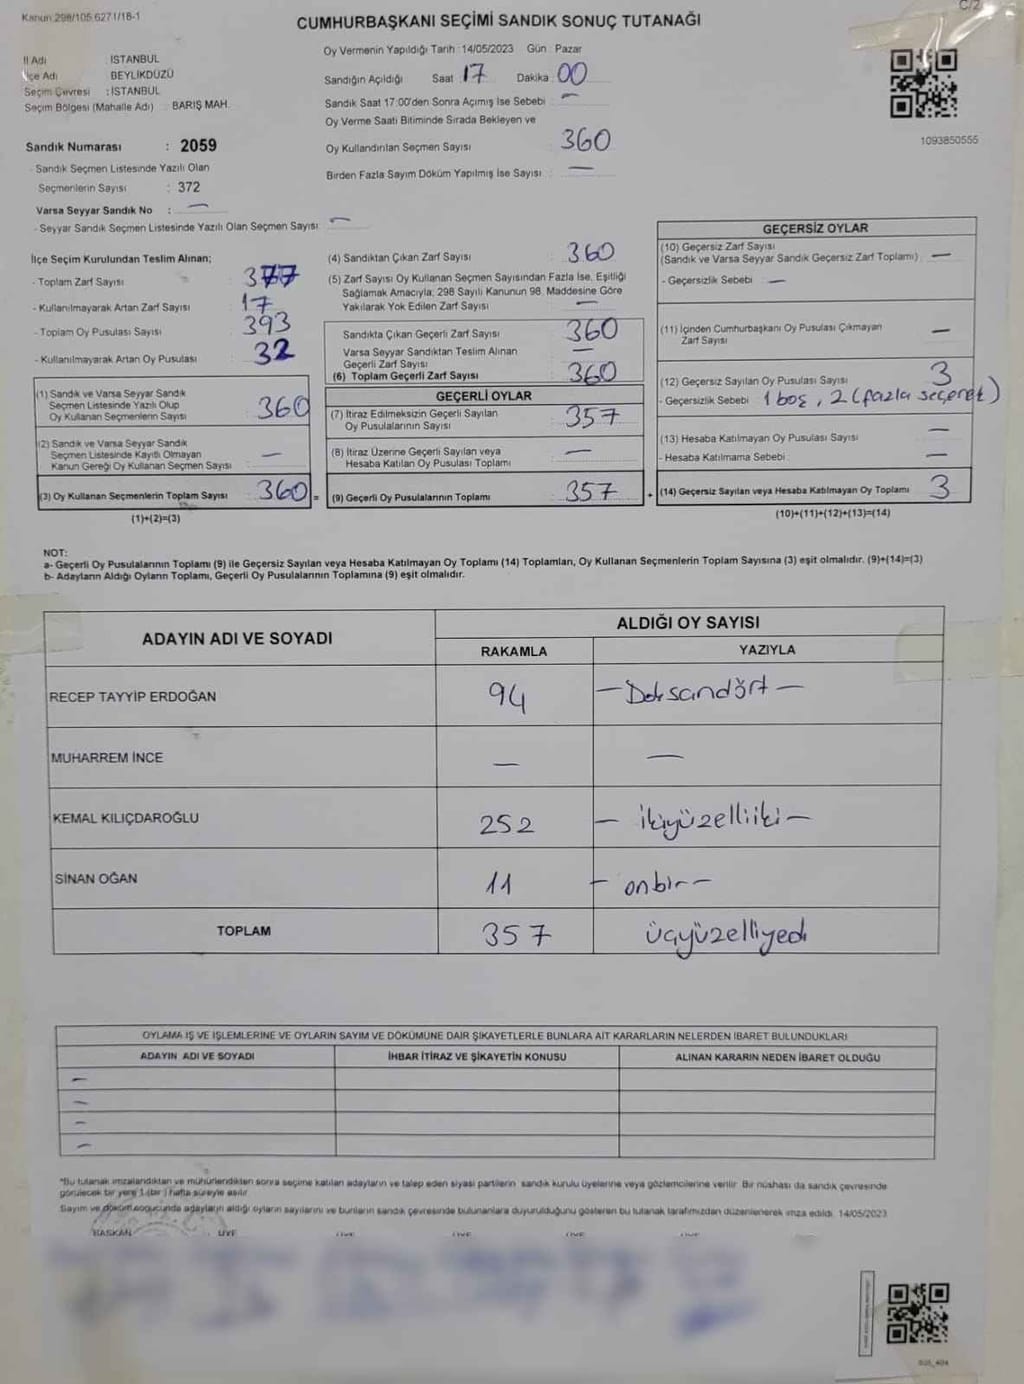 Kanun:298/105,6271/18-1
C/2
CUMHURBAŞKANI SEÇİMİ SANDIK SONUÇ TUTANAĞI
İl Adı : İSTANBUL
İlçe Adı : BEYLİKDÜZÜ
Seçim Çevresi : İSTANBUL
Seçim Bölgesi (Mahalle Adı) : BARIŞ MAH.
Oy Vermenin Yapıldığı Tarih :14/05/2023 Gün : Pazar
Sandığın Açıldığı Saat :17 Dakika :00
Sandık Saat 17:00'den Sonra Açımış İse Sebebi : —
Oy Verme Saati Bitiminde Sırada Bekleyen ve
Oy Kullandırılan Seçmen Sayısı : 360
Birden Fazla Sayım Döküm Yapılmış İse Sayısı : —
1093850555
Sandık Numarası : 2059
- Sandık Seçmen Listesinde Yazılı Olan
Seçmenlerin Sayısı : 372
Varsa Seyyar Sandık No : —
- Seyyar Sandık Seçmen Listesinde Yazılı Olan Seçmen Sayısı: —
İlçe Seçim Kurulundan Teslim Alınan;
- Toplam Zarf Sayısı : 377
- Kullanılmayarak Artan Zarf Sayısı : 17
- Toplam Oy Pusulası Sayısı : 393
- Kullanılmayarak Artan Oy Pusulası : 32
(1) Sandık ve Varsa Seyyar Sandık
Seçmen Listesinde Yazılı Olup
Oy Kullanan Seçmenlerin Sayısı : 360
(2) Sandık ve Varsa Seyyar Sandık
Seçmen Listesinde Kayıtlı Olmayan
Kanun Gereği Oy Kullanan Seçmen Sayısı : —
(3) Oy Kullanan Seçmenlerin Toplam Sayısı : 360 =
(1)+(2)=(3)
(4) Sandıktan Çıkan Zarf Sayısı : 360
(5) Zarf Sayısı Oy Kullanan Seçmen Sayısından Fazla İse, Eşitliği
Sağlamak Amacıyla; 298 Sayılı Kanunun 98. Maddesine Göre
Yakılarak Yok Edilen Zarf Sayısı : —
Sandıkta Çıkan Geçerli Zarf Sayısı : 360
Varsa Seyyar Sandıktan Teslim Alınan
Geçerli Zarf Sayısı : —
(6) Toplam Geçerli Zarf Sayısı : 360
GEÇERLİ OYLAR
(7) İtiraz Edilmeksizin Geçerli Sayılan
Oy Pusulalarının Sayısı : 357
(8) İtiraz Üzerine Geçerli Sayılan veya
Hesaba Katılan Oy Pusulası Toplamı : —
(9) Geçerli Oy Pusulalarının Toplamı : 357 +
GEÇERSİZ OYLAR
(10) Geçersiz Zarf Sayısı
(Sandık ve Varsa Seyyar Sandık Geçersiz Zarf Toplamı) : —
- Geçersizlik Sebebi : —
(11) İçinden Cumhurbaşkanı Oy Pusulası Çıkmayan
Zarf Sayısı : —
(12) Geçersiz Sayılan Oy Pusulası Sayısı : 3
- Geçersizlik Sebebi : 1 boş, 2 (fazla seçenek)
(13) Hesaba Katılmayan Oy Pusulası Sayısı : —
- Hesaba Katılmama Sebebi : —
(14) Geçersiz Sayılan veya Hesaba Katılmayan Oy Toplamı : 3
(10)+(11)+(12)+(13)=(14)
NOT:
a- Geçerli Oy Pusulalarının Toplamı (9) ile Geçersiz Sayılan veya Hesaba Katılmayan Oy Toplamı (14) Toplamları, Oy Kullanan Seçmenlerin Toplam Sayısına (3) eşit olmalıdır. (9)+(14)=(3)
b- Adayların Aldığı Oyların Toplamı, Geçerli Oy Pusulalarının Toplamına (9) eşit olmalıdır.
ADAYIN ADI VE SOYADI ALDIĞI OY SAYISI
RAKAMLA YAZIYLA
RECEP TAYYİP ERDOĞAN 94 — Doksandört —
MUHARREM İNCE — —
KEMAL KILIÇDAROĞLU 252 — ikiyüzelliiki —
SİNAN OĞAN 11 — onbir —
TOPLAM 357 üçyüzelliyedi
OYLAMA İŞ VE İŞLEMLERİNE VE OYLARIN SAYIM VE DÖKÜMÜNE DAİR ŞİKAYETLERLE BUNLARA AİT KARARLARIN NELERDEN İBARET BULUNDUKLARI
ADAYIN ADI VE SOYADI İHBAR İTİRAZ VE ŞİKAYETİN KONUSU ALINAN KARARIN NEDEN İBARET OLDUĞU
—
—
—
—
*Bu tutanak imzalandıktan ve mühürlendikten sonra seçime katılan adayların ve talep eden siyasi partilerin sandık kurulu üyelerine veya gözlemcilerine verilir. Bir nüshası da sandık çevresinde
görülecek bir yere 1 (bir ) hafta süreyle asılır.
Sayım ve döküm sonucunda adayların aldığı oyların sayılarını ve bunların sandık çevresinde bulunanlara duyurulduğunu gösteren bu tutanak tarafımızdan düzenlenerek imza edildi. 14/05/2023
BAŞKAN ÜYE ÜYE ÜYE ÜYE ÜYE